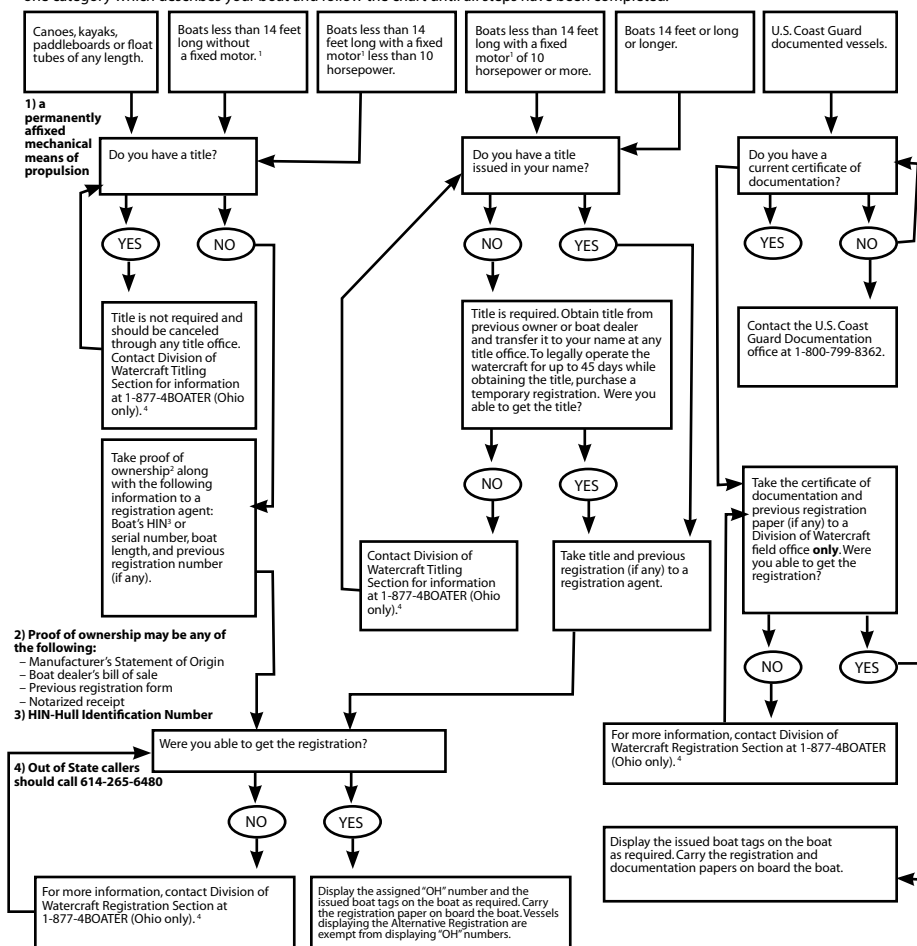 one category which describes your boat and follow the chart until all steps have been completed.
Canoes, kayaks,
paddleboards or float
tubes of any length.
Boats less than 14 feet
long without
a fixed motor. 1
Boats less than 14
feet long with a fixed
motor1 less than 10
horsepower.
Boats less than 14 feet
long with a fixed
motor1 of 10
horsepower or more.
Boats 14 feet or long
or longer.
U.S. Coast Guard
documented vessels.
1) a
permanently
affixed
mechanical
means of
propulsion
Do you have a title?
Do you have a title
issued in your name?
Do you have a
current certificate of
documentation?
YES
NO
NO
YES
YES
NO
Title is not required and
should be canceled
through any title office.
Contact Division of
Watercraft Titling
Section for information
at 1-877-4BOATER (Ohio
only). 4
Title is required. Obtain title from
previous owner or boat dealer
and transfer it to your name at any
title office. To legally operate the
watercraft for up to 45 days while
obtaining the title, purchase a
temporary registration. Were you
able to get the title?
Contact the U.S. Coast
Guard Documentation
office at 1-800-799-8362.
Take proof of
ownership2 along
with the following
information to a
registration agent:
Boat's HIN3 or
serial number, boat
length, and previous
registration number
(if any).
NO
YES
Take the certificate of
documentation and
previous registration
paper (if any) to a
Division of Watercraft
field office only. Were
you able to get the
registration?
Contact Division of
Watercraft Titling
Section for information
at 1-877-4BOATER (Ohio
only).4
Take title and previous
registration (if any) to a
registration agent.
2) Proof of ownership may be any of
the following:
– Manufacturer's Statement of Origin
– Boat dealer's bill of sale
– Previous registration form
– Notarized receipt
3) HIN-Hull Identification Number
NO
YES
Were you able to get the registration?
For more information, contact Division of
Watercraft Registration Section at 1-877-4BOATER
(Ohio only). 4
4) Out of State callers
should call 614-265-6480
NO
YES
Display the issued boat tags on the boat
as required. Carry the registration and
documentation papers on board the boat.
For more information, contact Division of
Watercraft Registration Section at
1-877-4BOATER (Ohio only). 4
Display the assigned "OH" number and the
issued boat tags on the boat as required. Carry
the registration paper on board the boat. Vessels
displaying the Alternative Registration are
exempt from displaying "OH" numbers.